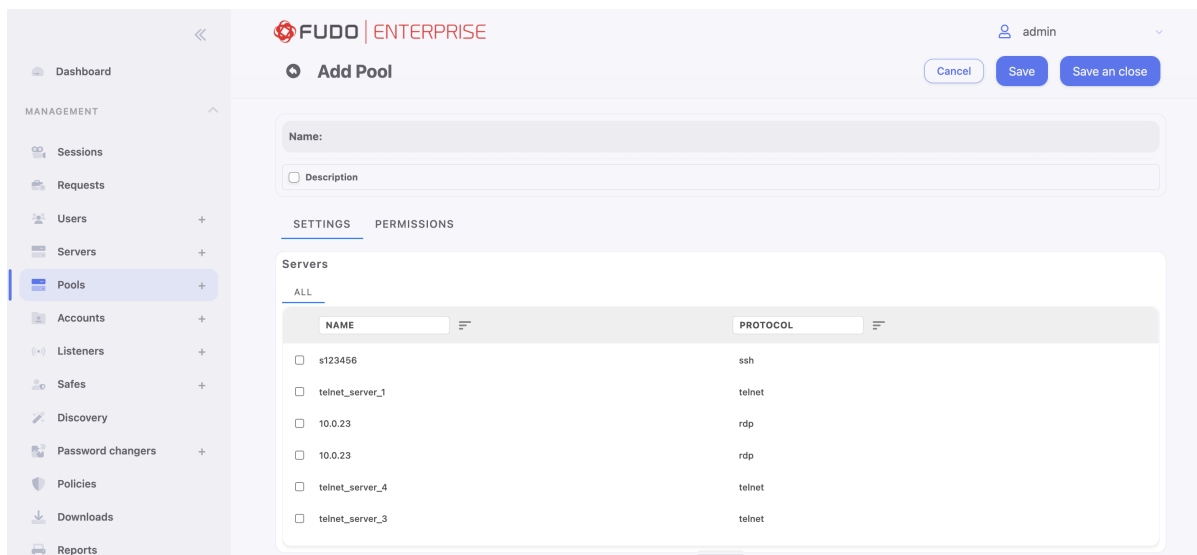 FUDO ENTERPRISE
admin
Dashboard
Add Pool
Cancel
Save
Save an close
MANAGEMENT
Sessions
Requests
Users +
Servers +
Pools +
Accounts +
Listeners +
Safes +
Discovery
Password changers +
Policies
Downloads
Reports
Name:
Description
SETTINGS PERMISSIONS
Servers
ALL
NAME PROTOCOL
s123456 ssh
telnet_server_1 telnet
10.0.23 rdp
10.0.23 rdp
telnet_server_4 telnet
telnet_server_3 telnet